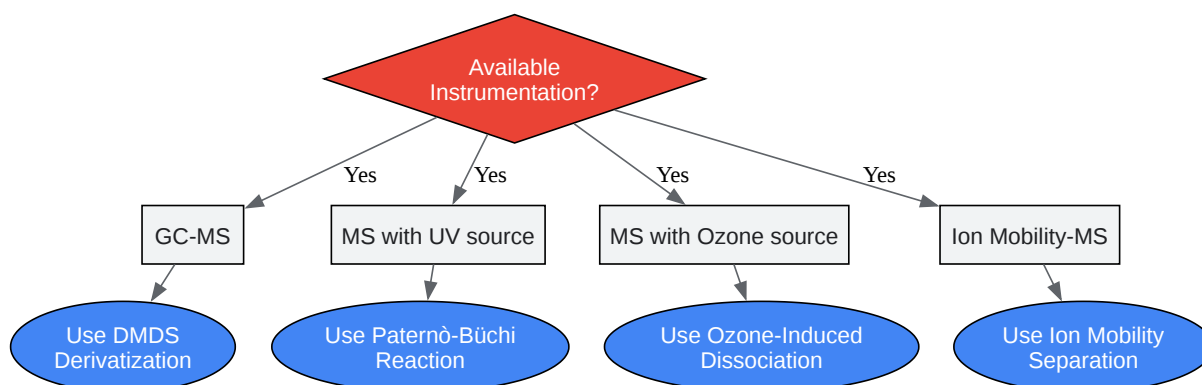 Available
Instrumentation?
Yes
Yes
Yes
Yes
GC-MS
MS with UV source
MS with Ozone source
Ion Mobility-MS
Use DMDS
Derivatization
Use Paternò-Büchi
Reaction
Use Ozone-Induced
Dissociation
Use Ion Mobility
Separation